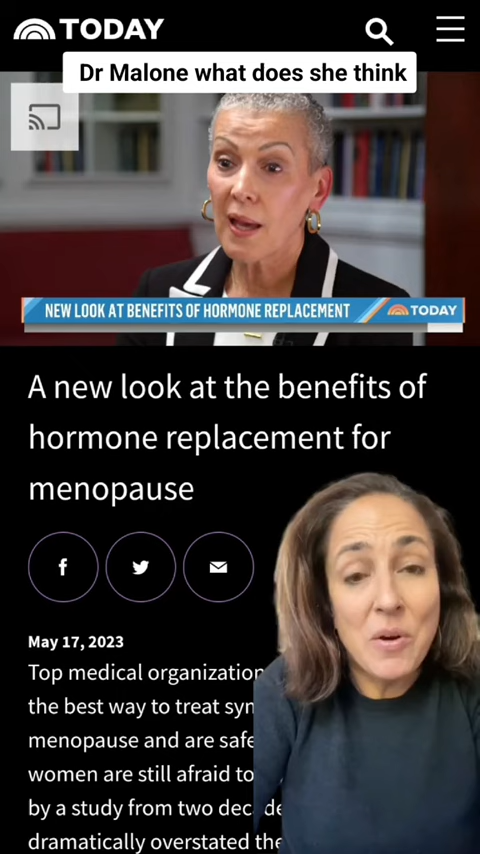 TODAY
Dr Malone what does she think
NEW LOOK AT BENEFITS OF HORMONE REPLACEMENT
TODAY
A new look at the benefits of
hormone replacement for
menopause
May 17, 2023
Top medical organization
the best way to treat
menopause and are safe
women are still afraid to
by a study from two
dramatically overstated the